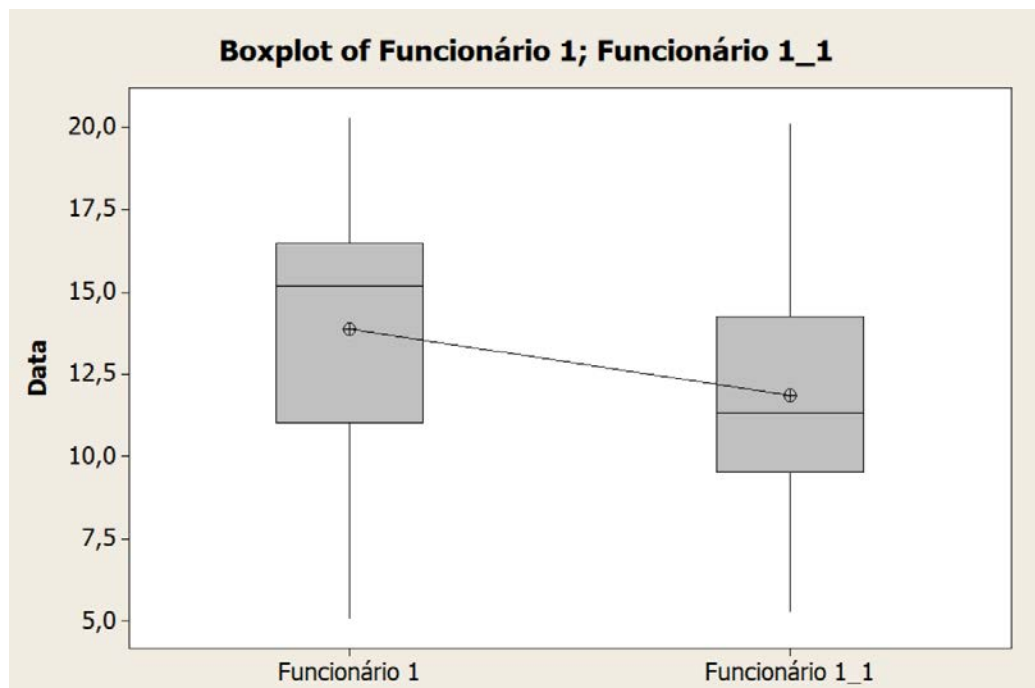 Boxplot of Funcionário 1; Funcionário 1_1
20,0
17,5
15,0
12,5
10,0
7,5
5,0
Data
Funcionário 1
Funcionário 1_1